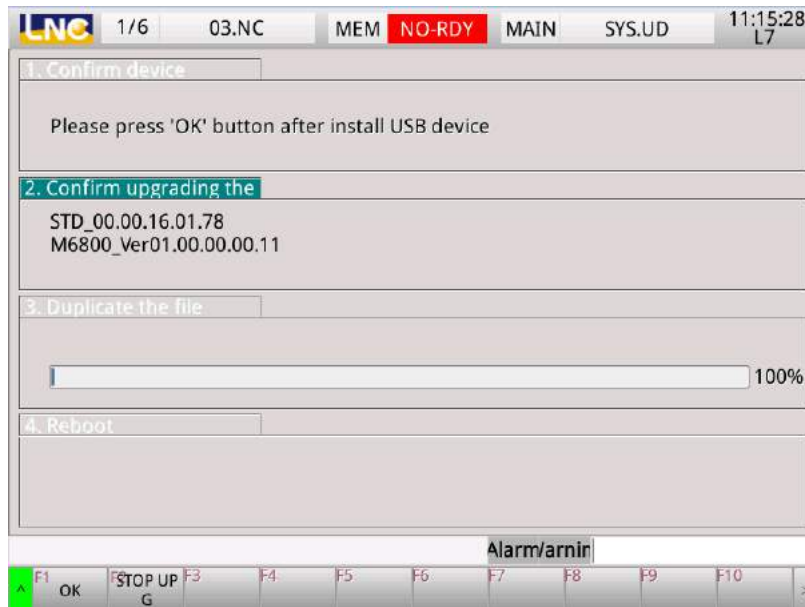 LNC 1/6 03.NC MEM NO-RDY MAIN SYS.UD 11:15:28
L7
1. Confirm device
Please press 'OK' button after install USB device
2. Confirm upgrading the
STD_00.00.16.01.78
M6800_Ver01.00.00.00.11
3. Duplicate the file
100%
4. Reboot
Alarm/arnin
^ F1 OK STOP UP F3 F4 F5 F6 F7 F8 F9 F10
G